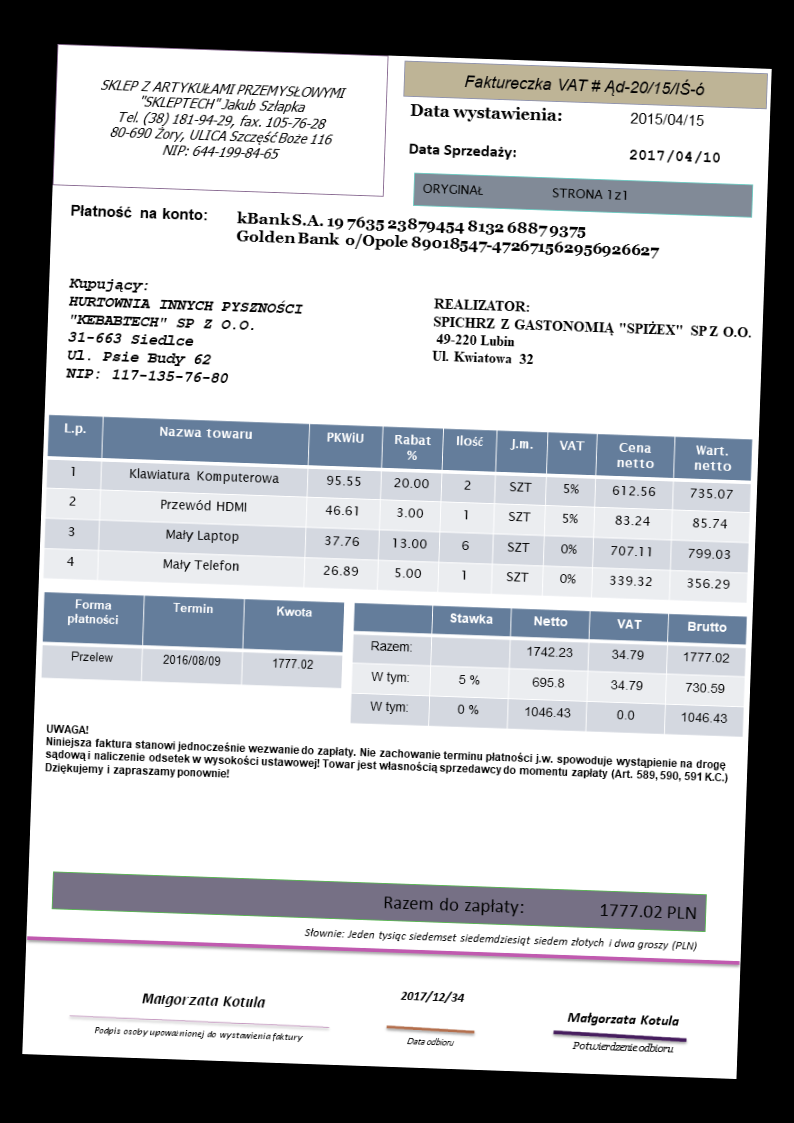 SKLEP Z ARTYKUŁAMI PRZEMYSŁOWYMI
"SKLEPTECH" Jakub Szłapka
Tel. (38) 181-94-29, fax. 105-76-28
80-690 Żory, ULICA Szczęść Boże 116
NIP: 644-199-84-65
Faktureczka VAT # Ąd-20/15/IŚ-ó
Data wystawienia: 2015/04/15
Data Sprzedaży: 2017/04/10
ORYGINAŁ STRONA 1 z 1
Płatność na konto: kBank S.A. 19 7635 23879454 8132 6887 9375
Golden Bank o/Opole 89018547-472671562956926627
Kupujący:
HURTOWNIA INNYCH PYSZNOŚCI
"KEBABTECH" SP Z O.O.
31-663 Siedlce
Ul. Psie Budy 62
NIP: 117-135-76-80
REALIZATOR:
SPICHRZ Z GASTONOMIĄ "SPIŻEX" SP Z O.O.
49-220 Lubin
Ul. Kwiatowa 32
L.p. Nazwa towaru PKWiU Rabat % Ilość J.m. VAT Cena netto Wart. netto
1 Klawiatura Komputerowa 95.55 20.00 2 SZT 5% 612.56 735.07
2 Przewód HDMI 46.61 3.00 1 SZT 5% 83.24 85.74
3 Mały Laptop 37.76 13.00 6 SZT 0% 707.11 799.03
4 Mały Telefon 26.89 5.00 1 SZT 0% 339.32 356.29
Forma płatności Termin Kwota
Przelew 2016/08/09 1777.02
Stawka Netto VAT Brutto
Razem: 1742.23 34.79 1777.02
W tym: 5 % 695.8 34.79 730.59
W tym: 0 % 1046.43 0.0 1046.43
UWAGA!
Niniejsza faktura stanowi jednocześnie wezwanie do zapłaty. Nie zachowanie terminu płatności j.w. spowoduje wystąpienie na drogę
sądową i naliczenie odsetek w wysokości ustawowej! Towar jest własnością sprzedawcy do momentu zapłaty (Art. 589, 590, 591 K.C.)
Dziękujemy i zapraszamy ponownie!
Razem do zapłaty: 1777.02 PLN
Słownie: Jeden tysiąc siedemset siedemdziesiąt siedem złotych i dwa groszy (PLN)
Małgorzata Kotula
Podpis osoby upoważnionej do wystawienia faktury
2017/12/34
Data odbioru
Małgorzata Kotula
Potwierdzenie odbioru